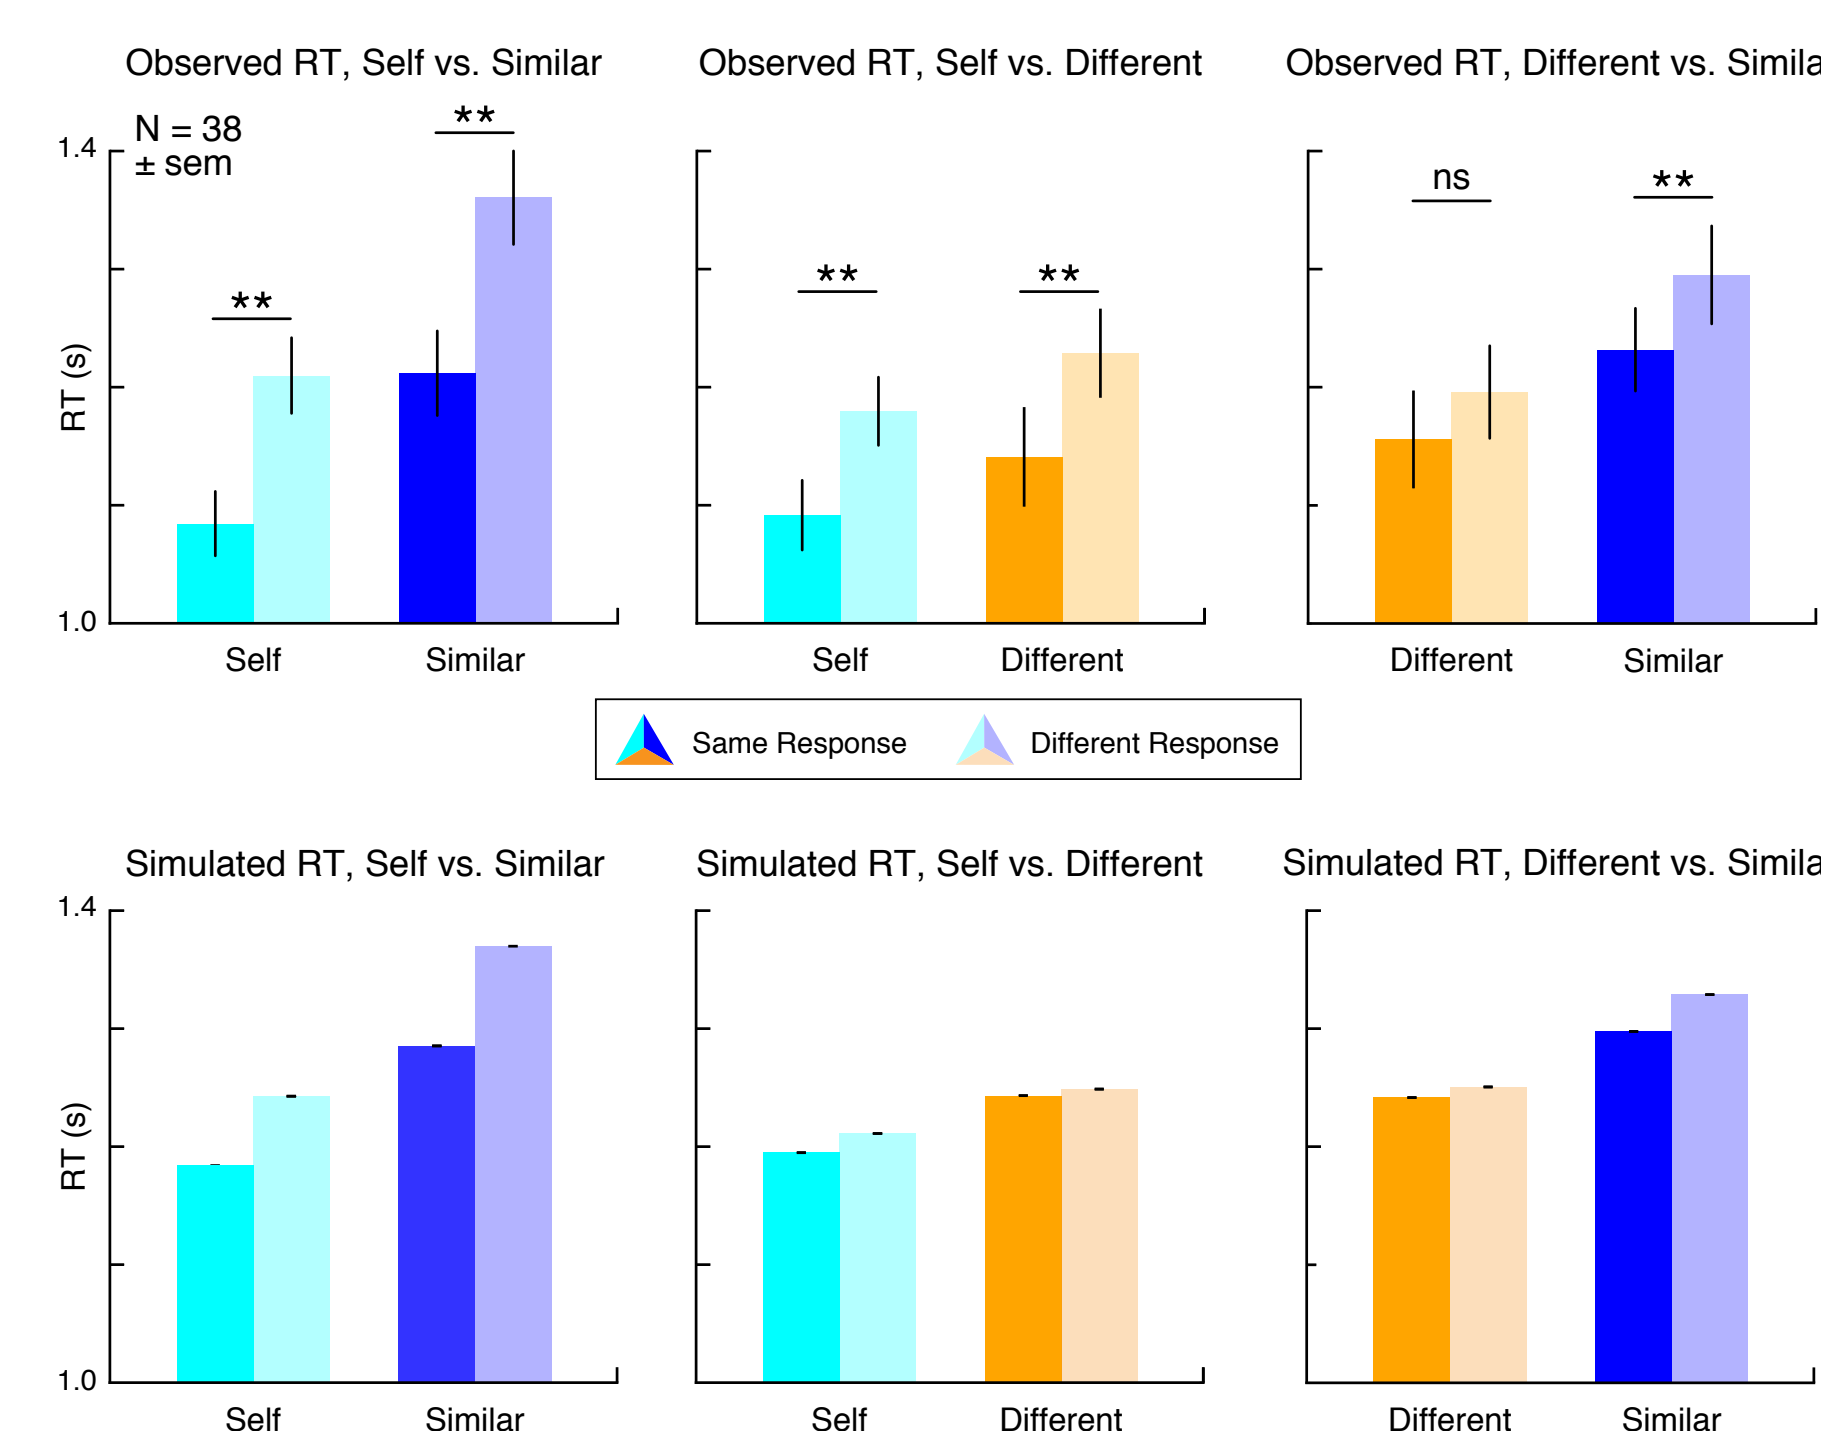 Observed RT, Self vs. Similar
Observed RT, Self vs. Different
Observed RT, Different vs. Simila
N = 38
± sem
**
**
**
**
ns
**
1.4
RT (s)
1.0
Self
Similar
Self
Different
Different
Similar
Same Response
Different Response
Simulated RT, Self vs. Similar
Simulated RT, Self vs. Different
Simulated RT, Different vs. Simila
1.4
RT (s)
1.0
Self
Similar
Self
Different
Different
Similar